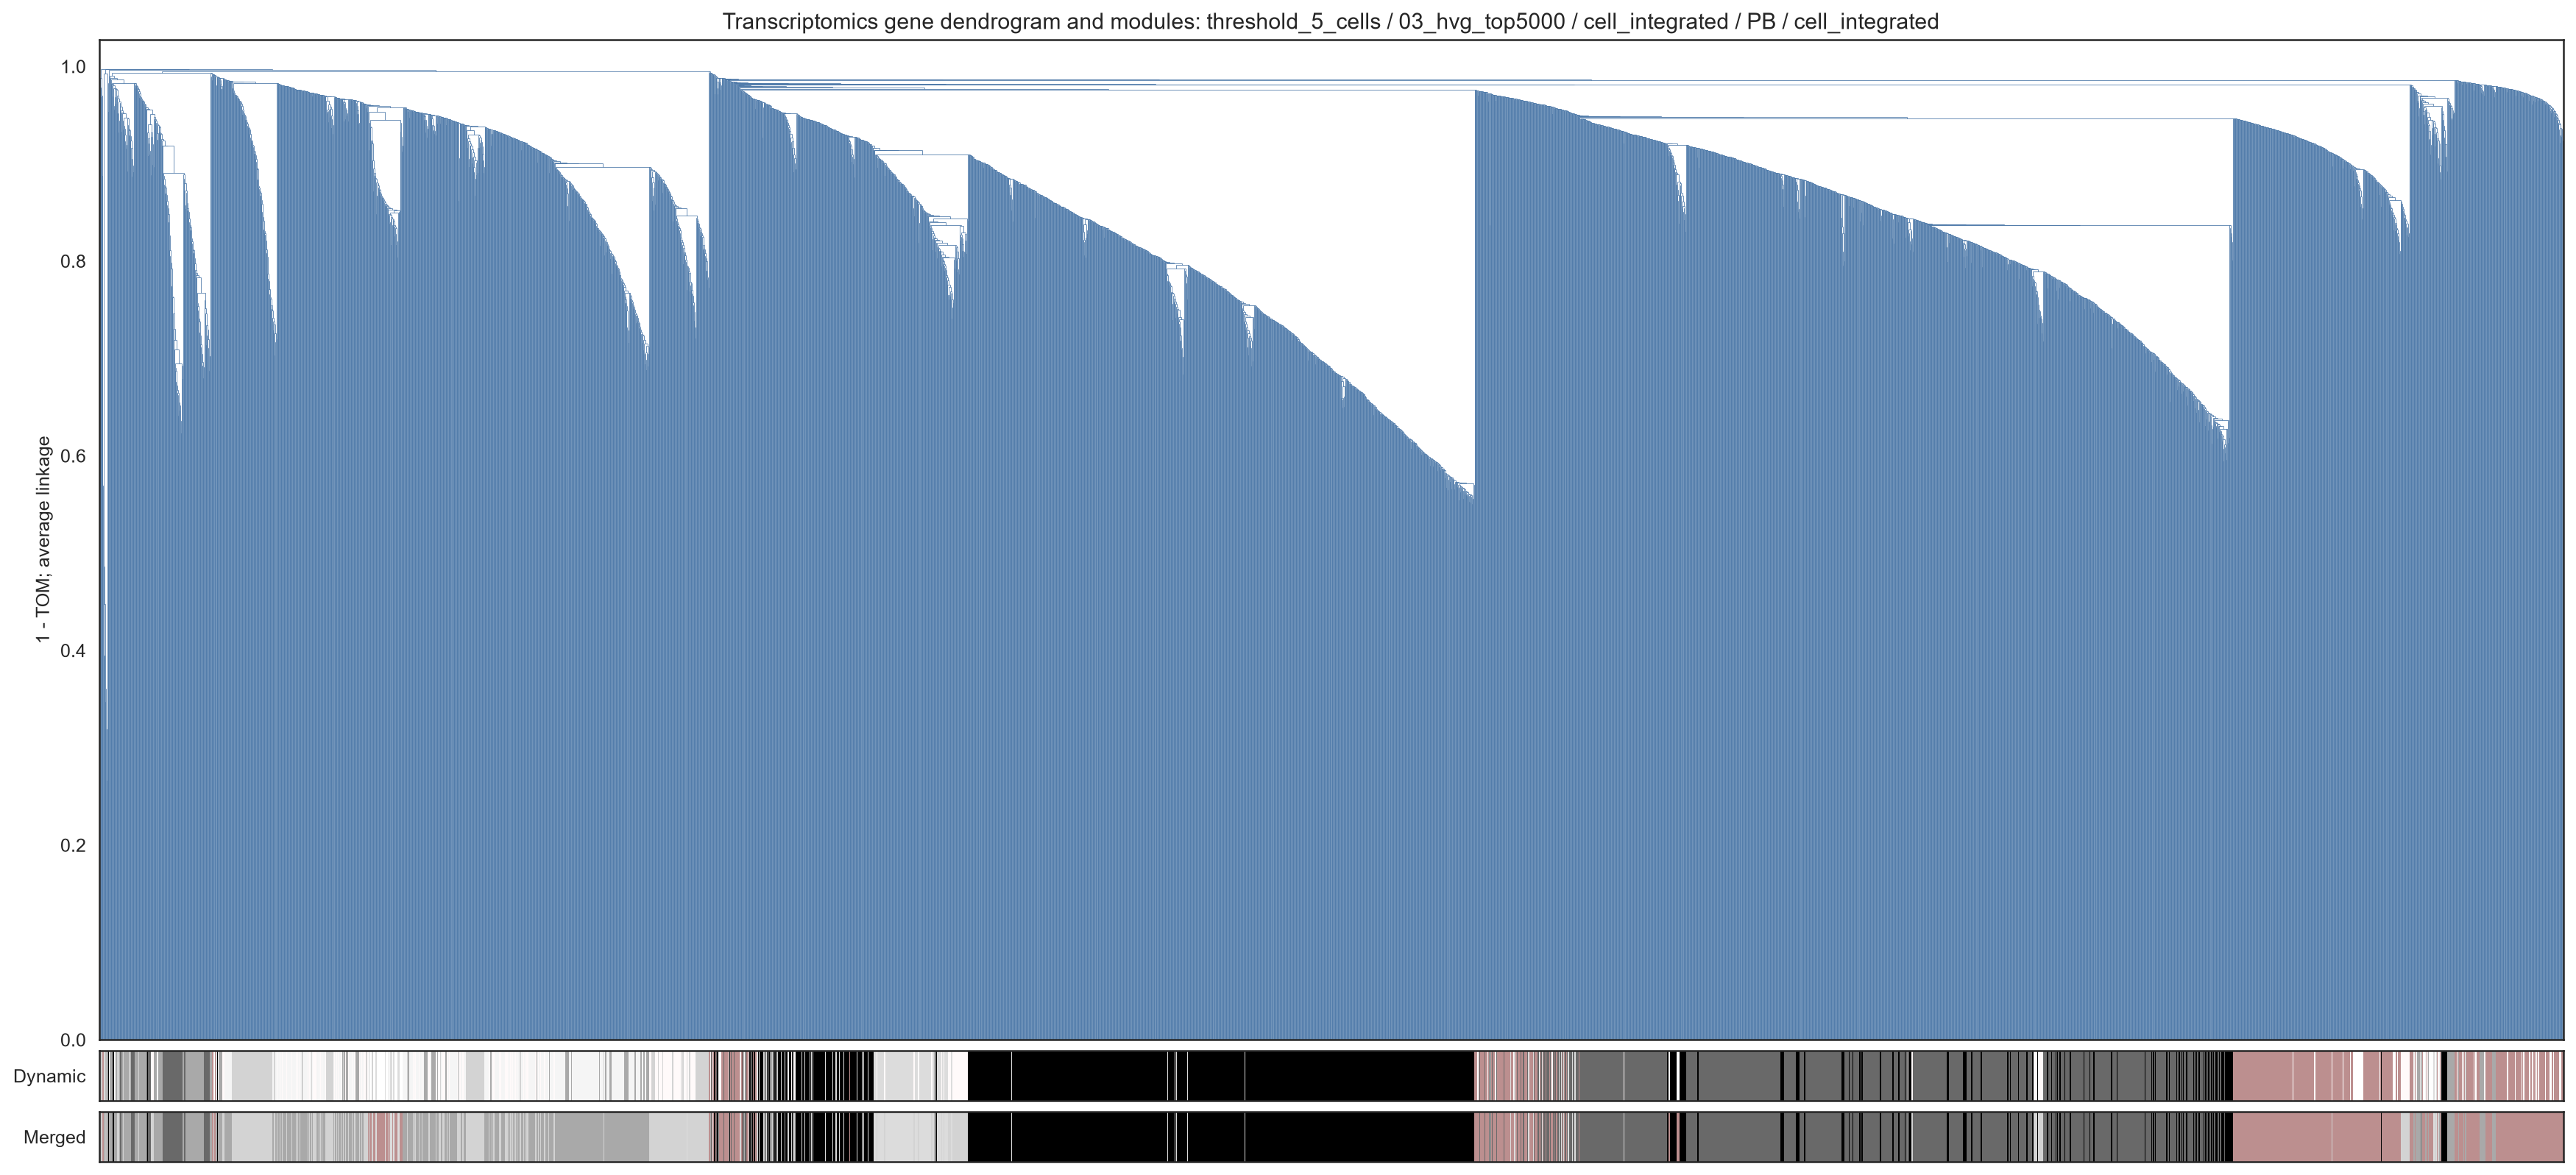 Transcriptomics gene dendrogram and modules: threshold_5_cells / 03_hvg_top5000 / cell_integrated / PB / cell_integrated
1.0
0.8
0.6
0.4
0.2
0.0
1 - TOM; average linkage
Dynamic
Merged